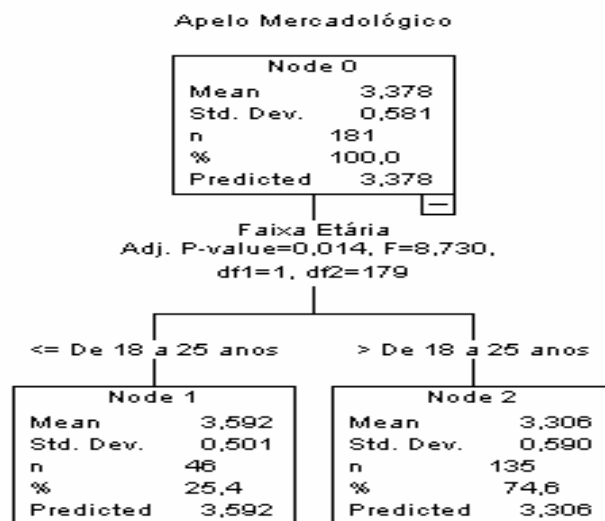 Apelo Mercadológico
Node 0
Mean 3,378
Std. Dev. 0,581
n 181
% 100,0
Predicted 3,378
Faixa Etária
Adj. P-value=0,014, F=8,730,
df1=1, df2=179
<= De 18 a 25 anos
> De 18 a 25 anos
Node 1
Mean 3,592
Std. Dev. 0,501
n 46
% 25,4
Predicted 3,592
Node 2
Mean 3,306
Std. Dev. 0,590
n 135
% 74,6
Predicted 3,306